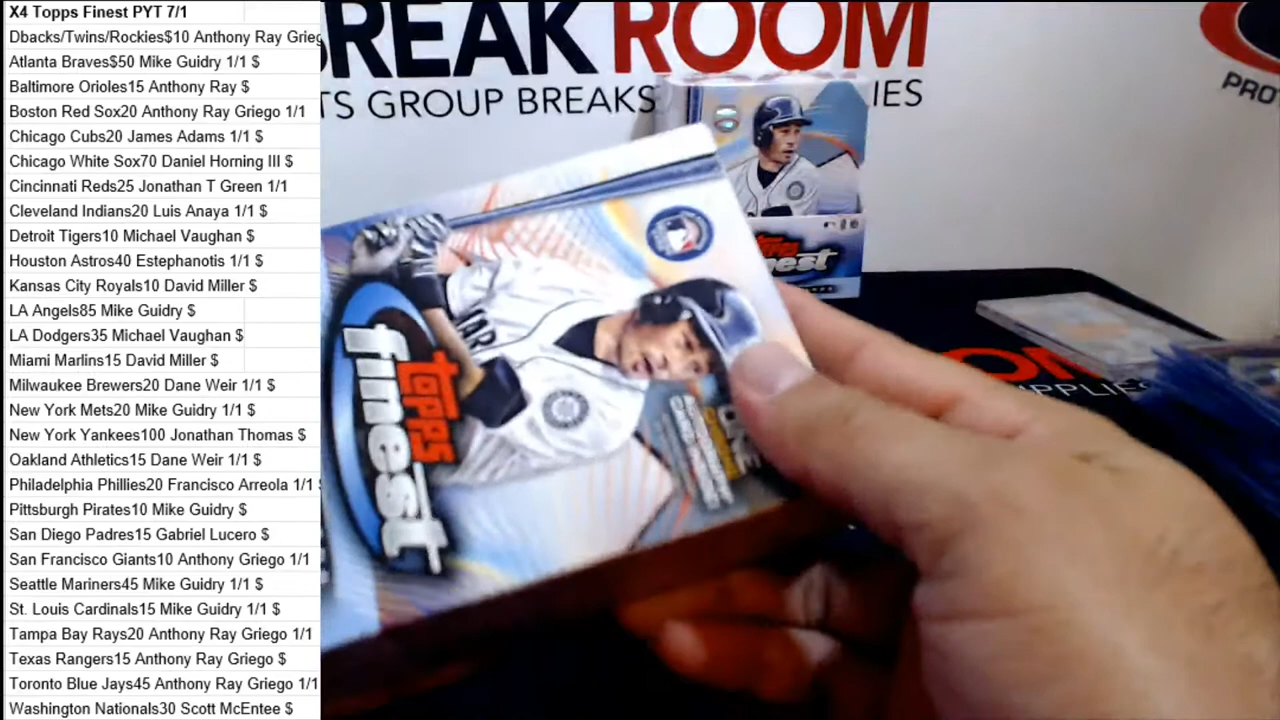 X4 Topps Finest PYT 7/1
Dbacks/Twins/Rockies$10 Anthony Ray Grieg
Atlanta Braves$50 Mike Guidry 1/1 $
Baltimore Orioles15 Anthony Ray $
Boston Red Sox20 Anthony Ray Griego 1/1
Chicago Cubs20 James Adams 1/1 $
Chicago White Sox70 Daniel Horning III $
Cincinnati Reds25 Jonathan T Green 1/1
Cleveland Indians20 Luis Anaya 1/1 $
Detroit Tigers10 Michael Vaughan $
Houston Astros40 Estephanotis 1/1 $
Kansas City Royals10 David Miller $
LA Angels85 Mike Guidry $
LA Dodgers35 Michael Vaughan $
Miami Marlins15 David Miller $
Milwaukee Brewers20 Dane Weir 1/1 $
New York Mets20 Mike Guidry 1/1 $
New York Yankees100 Jonathan Thomas $
Oakland Athletics15 Dane Weir 1/1 $
Philadelphia Phillies20 Francisco Arreola 1/1 $
Pittsburgh Pirates10 Mike Guidry $
San Diego Padres15 Gabriel Lucero $
San Francisco Giants10 Anthony Griego 1/1
Seattle Mariners45 Mike Guidry 1/1 $
St. Louis Cardinals15 Mike Guidry 1/1 $
Tampa Bay Rays20 Anthony Ray Griego 1/1
Texas Rangers15 Anthony Ray Griego $
Toronto Blue Jays45 Anthony Ray Griego 1/1
Washington Nationals30 Scott McEntee $
REAK ROOM
TS GROUP BREAKS
IES
PRO
topps
finest
topps
nest
OM
UPPLIES